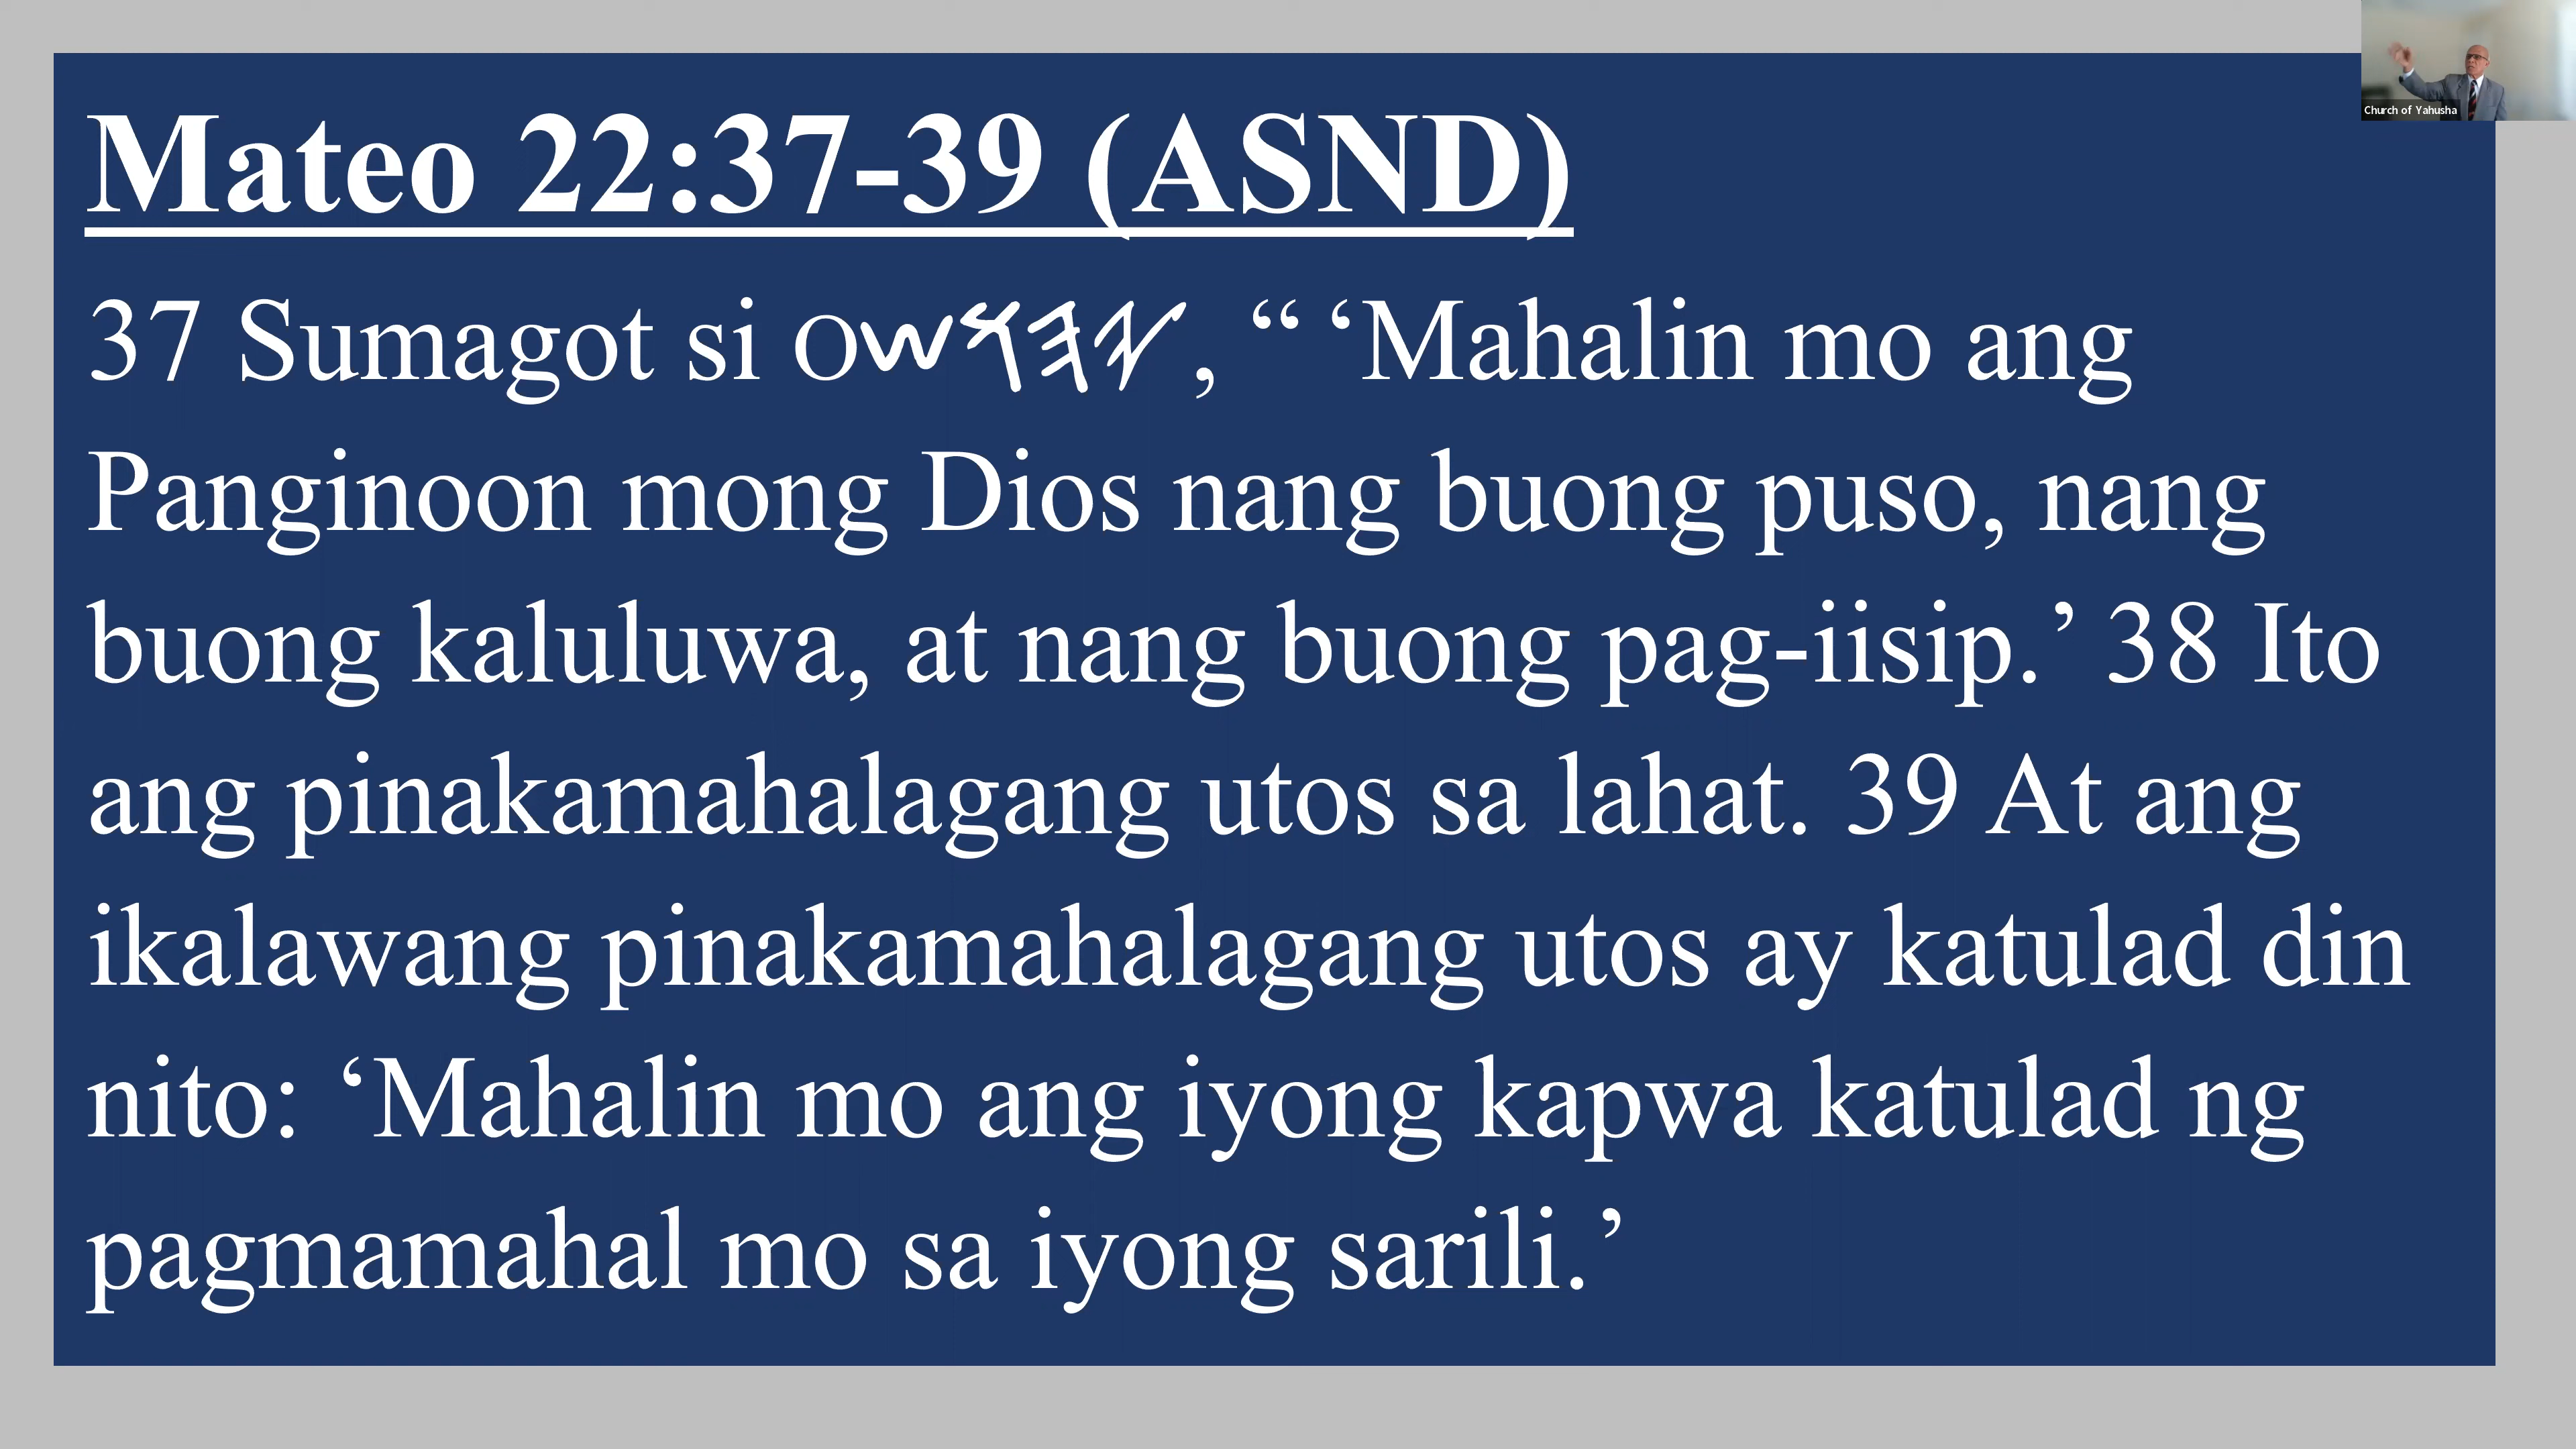 Mateo 22:37-39 (ASND)
37 Sumagot si 𐤉𐤄𐤅𐤔𐤏, “ ‘Mahalin mo ang
Panginoon mong Dios nang buong puso, nang
buong kaluluwa, at nang buong pag-iisip.’ 38 Ito
ang pinakamahalagang utos sa lahat. 39 At ang
ikalawang pinakamahalagang utos ay katulad din
nito: ‘Mahalin mo ang iyong kapwa katulad ng
pagmamahal mo sa iyong sarili.’
Church of Yahusha